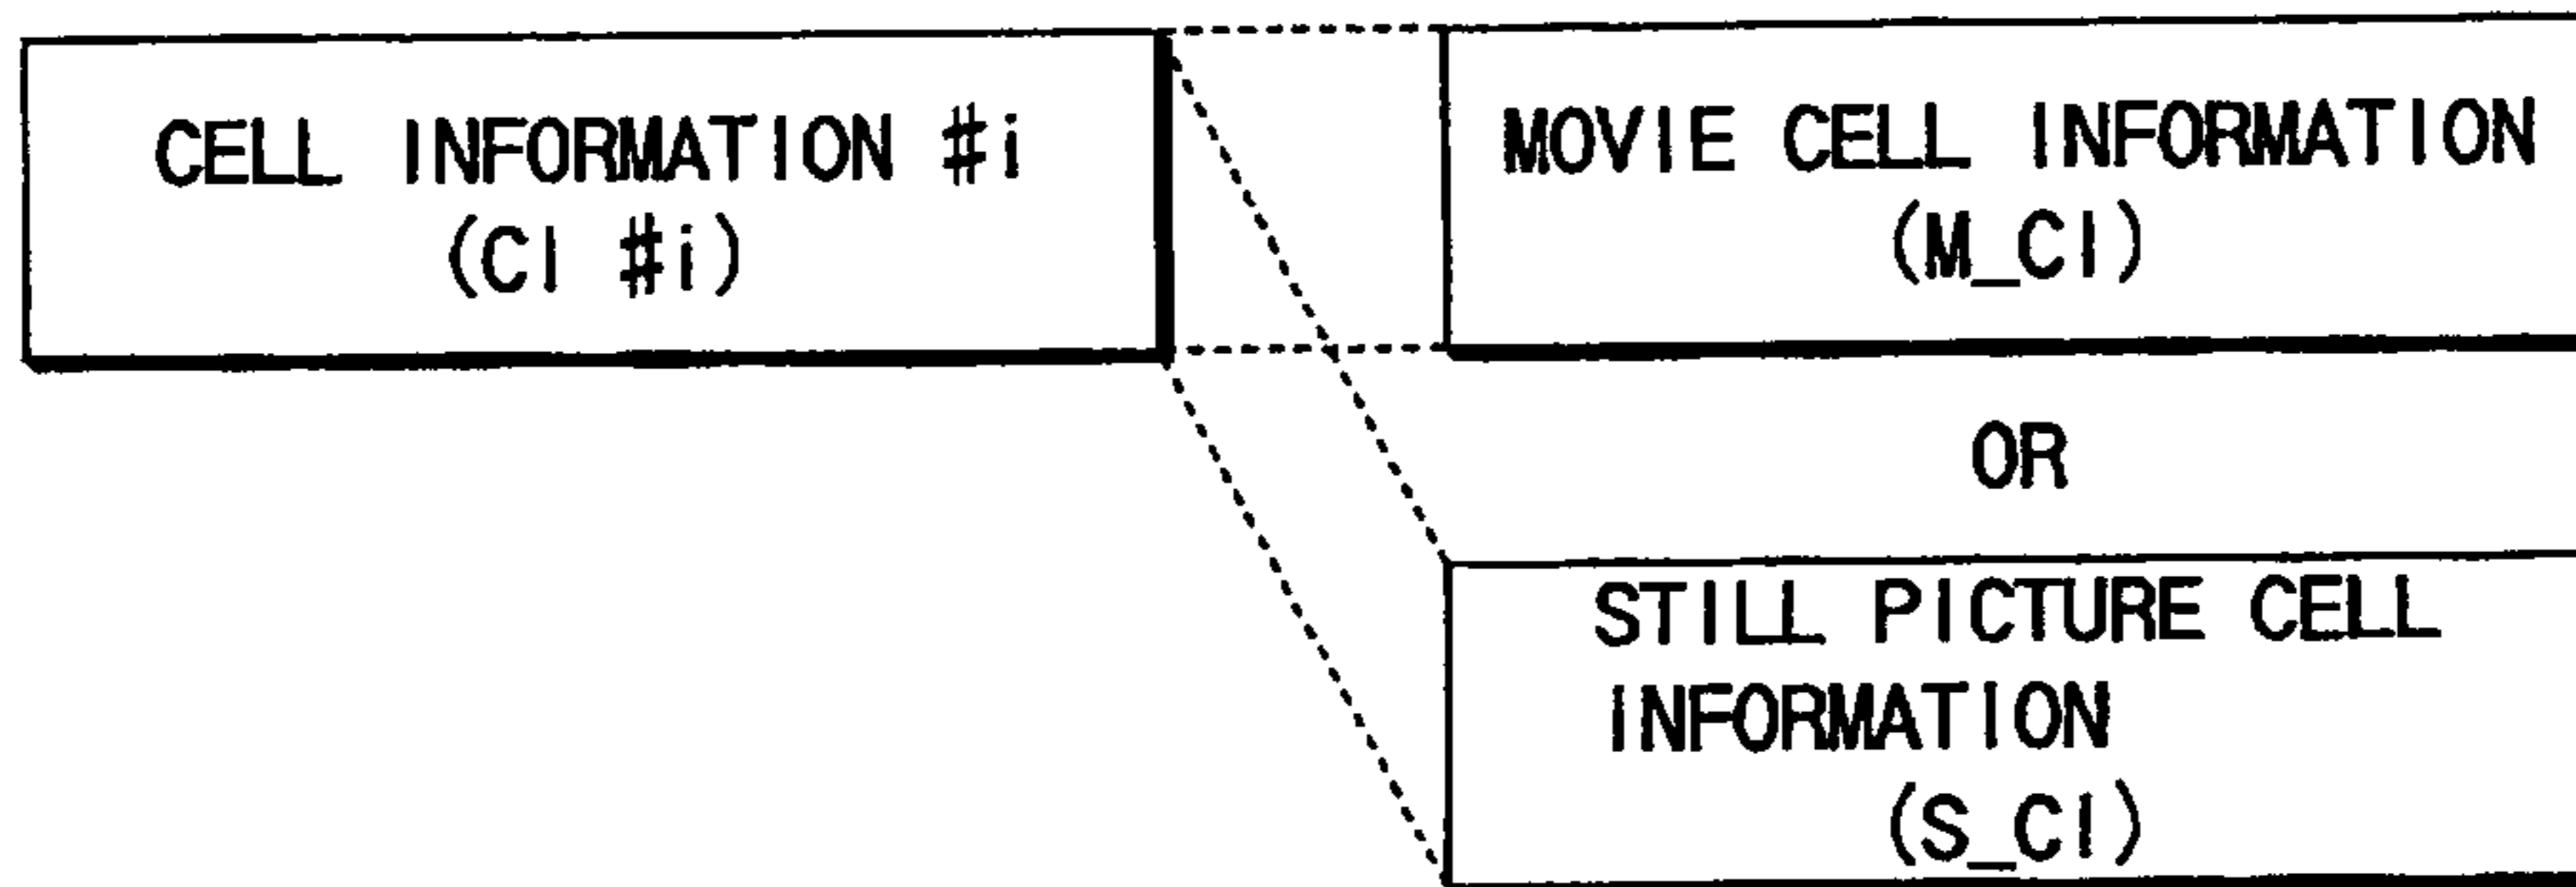 CELL INFORMATION #i
(CI #i)
MOVIE CELL INFORMATION
(M_CI)
OR
STILL PICTURE CELL
INFORMATION
(S_CI)